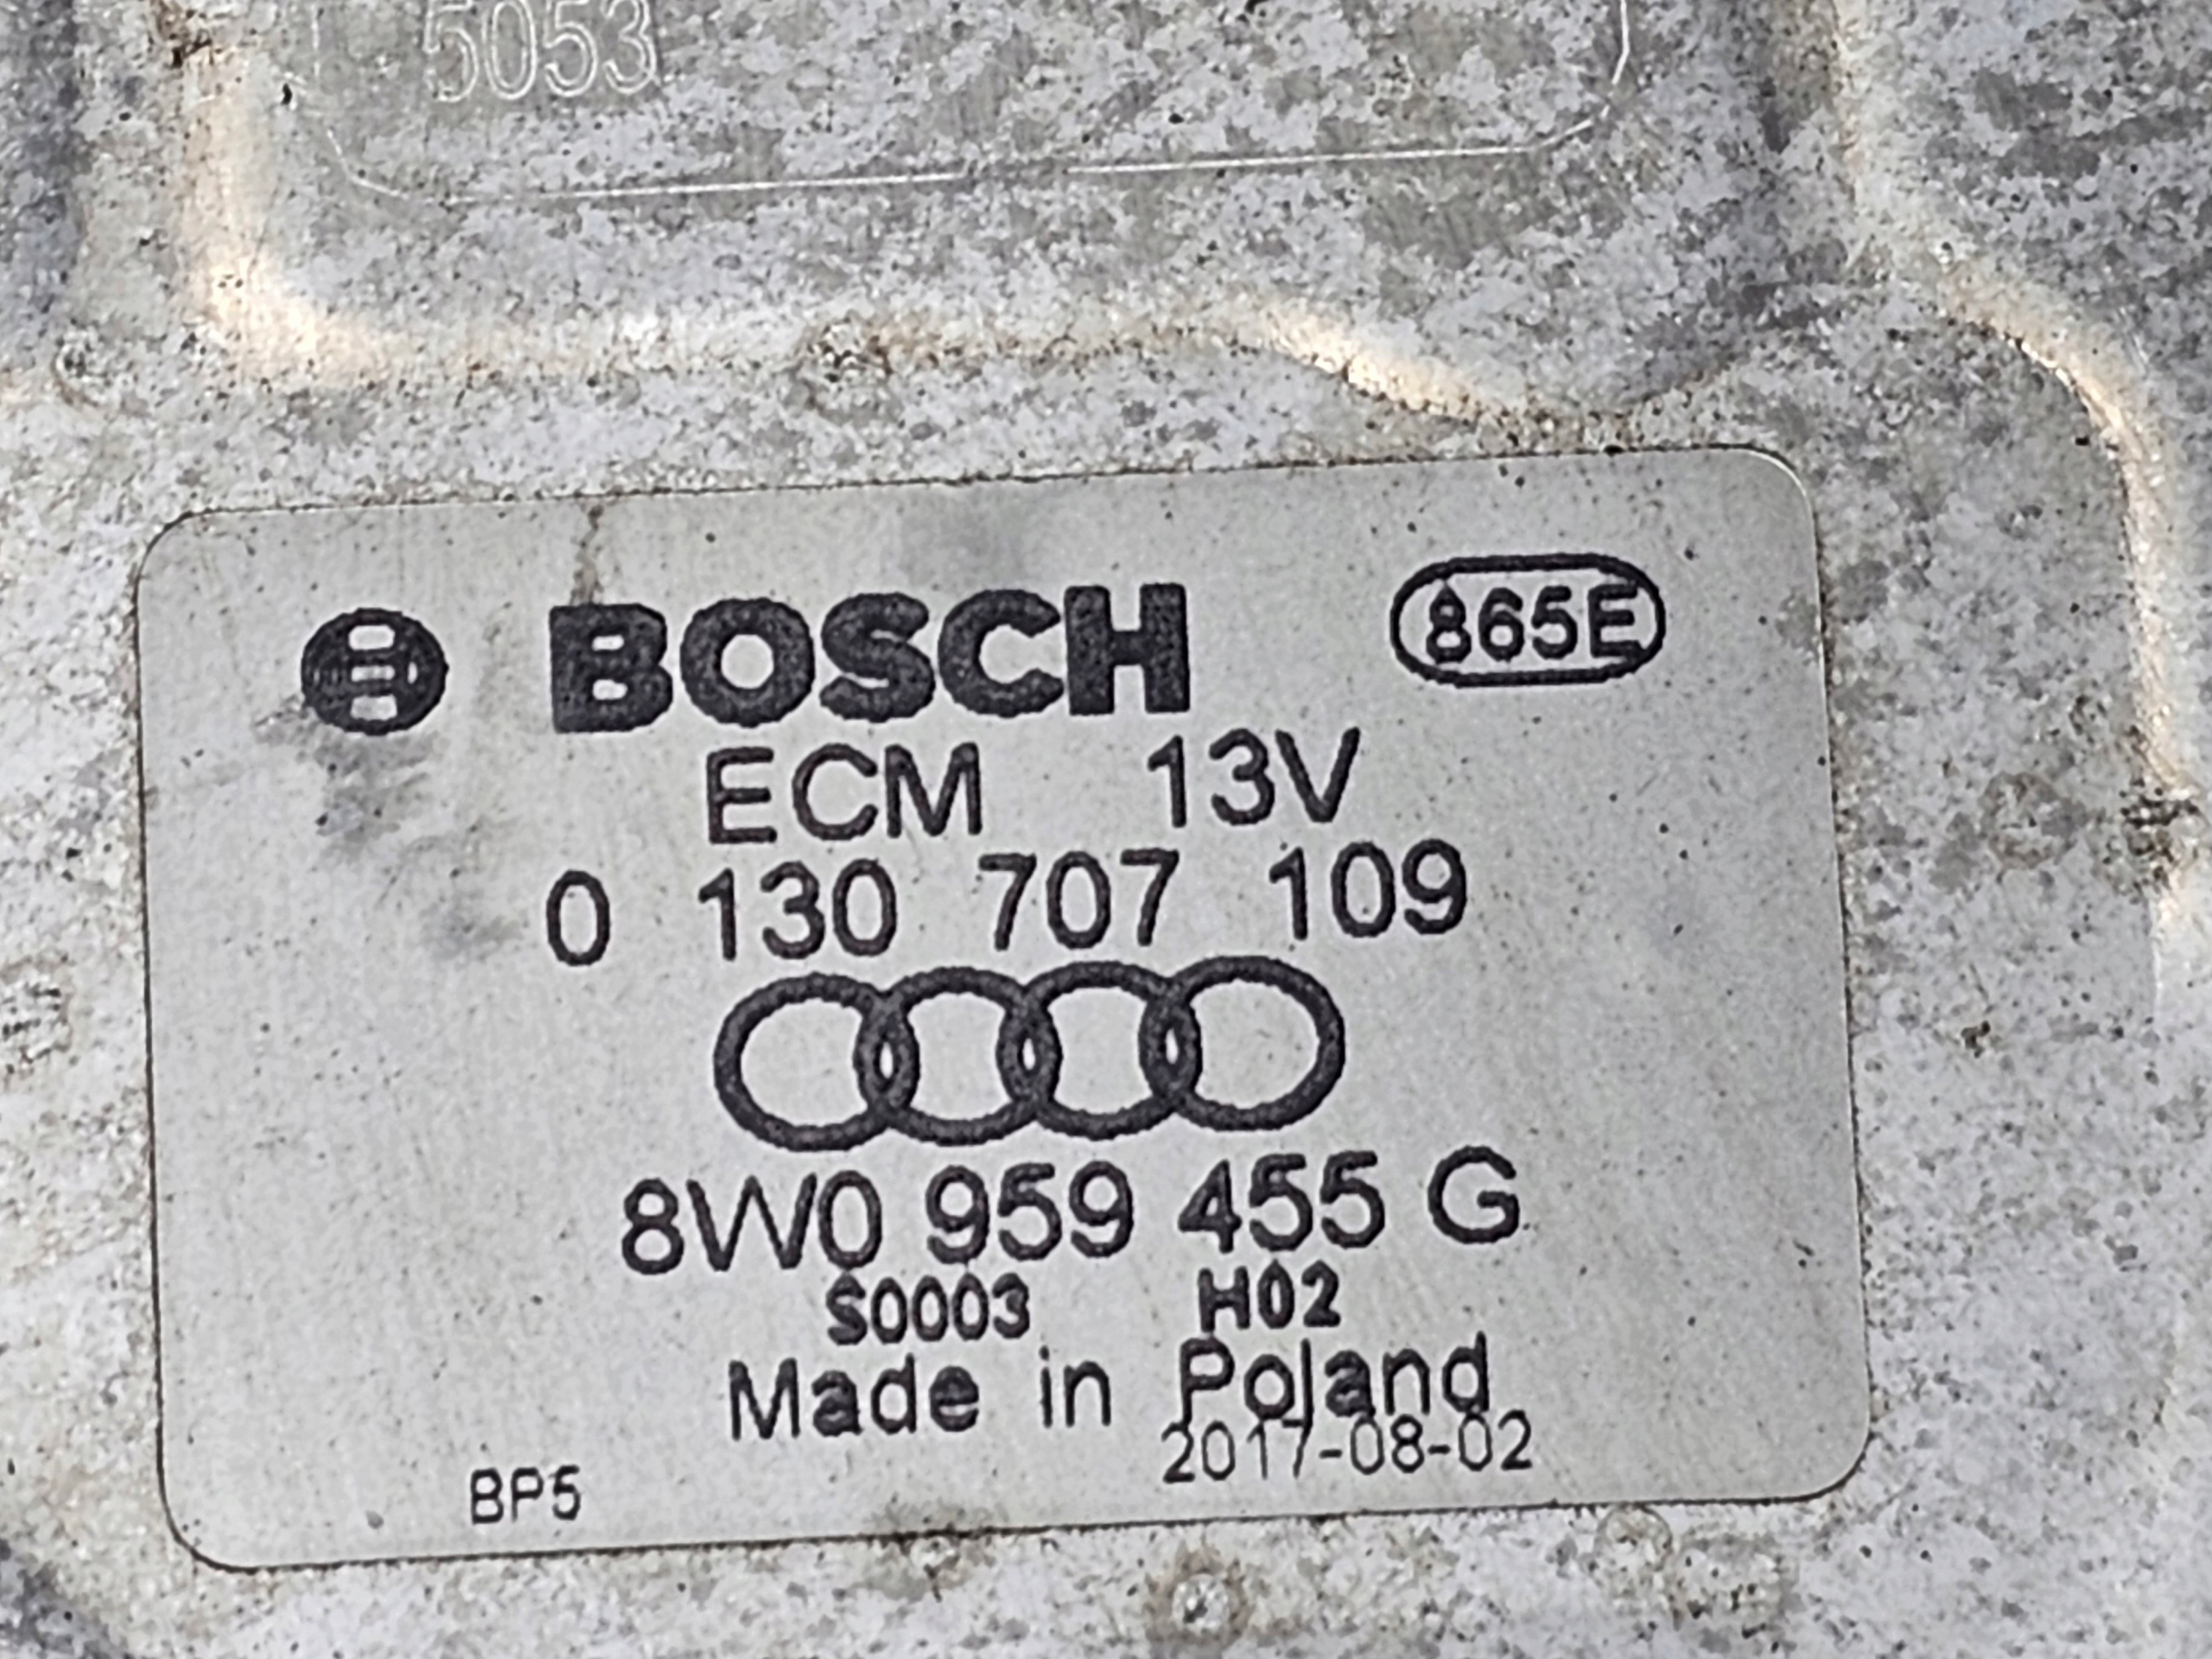 5053
BOSCH 865E
ECM 13V
0 130 707 109
8W0 959 455 G
S0003 H02
Made in Poland
2017-08-02
BP5